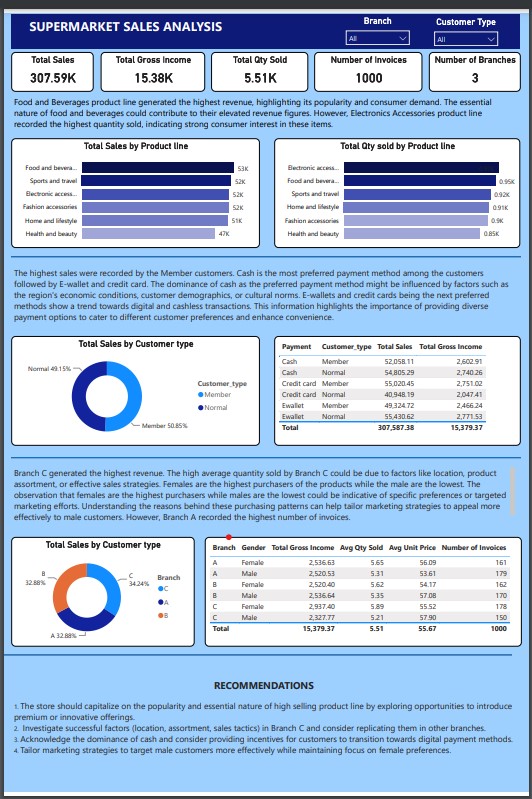 SUPERMARKET SALES ANALYSIS
Branch
All
Customer Type
All
Total Sales
307.59K
Total Gross Income
15.38K
Total Qty Sold
5.51K
Number of Invoices
1000
Number of Branches
3
Food and Beverages product line generated the highest revenue, highlighting its popularity and consumer demand. The essential
nature of food and beverages could contribute to their elevated revenue figures. However, Electronics Accessories product line
recorded the highest quantity sold, indicating strong consumer interest in these items.
Total Sales by Product line
Food and bevera... 53K
Sports and travel 52K
Electronic access... 52K
Fashion accessories 52K
Home and lifestyle 51K
Health and beauty 47K
Total Qty sold by Product line
Electronic access...
Food and bevera... 0.95K
Sports and travel 0.92K
Home and lifestyle 0.91K
Fashion accessories 0.9K
Health and beauty 0.85K
The highest sales were recorded by the Member customers. Cash is the most preferred payment method among the customers
followed by E-wallet and credit card. The dominance of cash as the preferred payment method might be influenced by factors such as
the region's economic conditions, customer demographics, or cultural norms. E-wallets and credit cards being the next preferred
methods show a trend towards digital and cashless transactions. This information highlights the importance of providing diverse
payment options to cater to different customer preferences and enhance convenience.
Total Sales by Customer type
Normal 49.15%
Member 50.85%
Customer_type
Member
Normal
Payment Customer_type Total Sales Total Gross Income
Cash Member 52,058.11 2,602.91
Cash Normal 54,805.29 2,740.26
Credit card Member 55,020.45 2,751.02
Credit card Normal 40,948.19 2,047.41
Ewallet Member 49,324.72 2,466.24
Ewallet Normal 55,430.62 2,771.53
Total 307,587.38 15,379.37
Branch C generated the highest revenue. The high average quantity sold by Branch C could be due to factors like location, product
assortment, or effective sales strategies. Females are the highest purchasers of the products while the male are the lowest. The
observation that females are the highest purchasers while males are the lowest could be indicative of specific preferences or targeted
marketing efforts. Understanding the reasons behind these purchasing patterns can help tailor marketing strategies to appeal more
effectively to male customers. However, Branch A recorded the highest number of invoices.
Total Sales by Customer type
B
32.88%
C
34.24%
A 32.88%
Branch
C
A
B
Branch Gender Total Gross Income Avg Qty Sold Avg Unit Price Number of Invoices
A Female 2,536.63 5.65 56.09 161
A Male 2,520.53 5.31 53.61 179
B Female 2,520.40 5.62 54.17 162
B Male 2,536.64 5.35 57.08 170
C Female 2,937.40 5.89 55.52 178
C Male 2,327.77 5.21 57.90 150
Total 15,379.37 5.51 55.67 1000
RECOMMENDATIONS
1. The store should capitalize on the popularity and essential nature of high selling product line by exploring opportunities to introduce
premium or innovative offerings.
2. Investigate successful factors (location, assortment, sales tactics) in Branch C and consider replicating them in other branches.
3. Acknowledge the dominance of cash and consider providing incentives for customers to transition towards digital payment methods.
4. Tailor marketing strategies to target male customers more effectively while maintaining focus on female preferences.